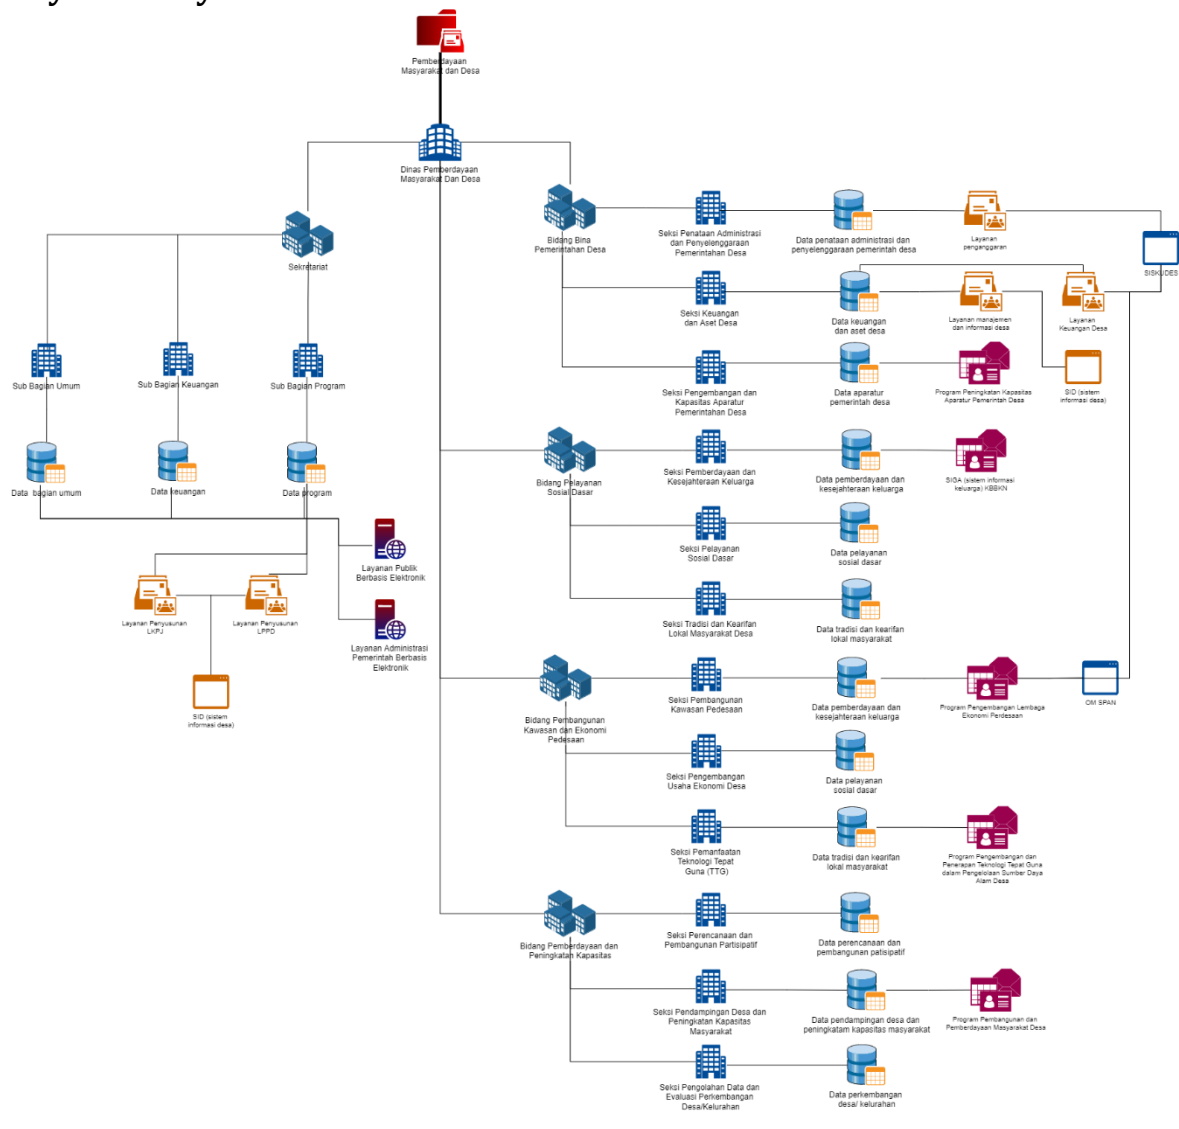 Pemberdayaan
Masyarakat dan Desa
Dinas Pemberdayaan
Masyarakat Dan Desa
Sekretariat
Sub Bagian Umum
Sub Bagian Keuangan
Sub Bagian Program
Data  bagian umum
Data keuangan
Data program
Layanan Publik
Berbasis Elektronik
Layanan Administrasi
Pemerintah Berbasis
Elektronik
Layanan Penyusunan
LKPJ
Layanan Penyusunan
LPPD
SID (sistem
informasi desa)
Bidang Bina
Pemerintahan Desa
Seksi Penataan Administrasi
dan Penyelenggaraan
Pemerintahan Desa
Data penataan administrasi dan
penyelenggaraan pemerintah desa
Layanan
penganggaran
SISKUDES
Seksi Keuangan
dan Aset Desa
Data keuangan
dan aset desa
Layanan manajemen
dan informasi desa
Layanan
Keuangan Desa
Seksi Pengembangan dan
Kapasitas Aparatur
Pemerintahan Desa
Data aparatur
pemerintah desa
Program Peningkatan Kapasitas
Aparatur Pemerintah Desa
SID (sistem
informasi desa)
Bidang Pelayanan
Sosial Dasar
Seksi Pemberdayaan dan
Kesejahteraan Keluarga
Data pemberdayaan dan
kesejahteraan keluarga
SIGA (sistem informasi
keluarga) KBBKN
Seksi Pelayanan
Sosial Dasar
Data pelayanan
sosial dasar
Seksi Tradisi dan Kearifan
Lokal Masyarakat Desa
Data tradisi dan kearifan
lokal masyarakat
Bidang Pembangunan
Kawasan dan Ekonomi
Pedesaan
Seksi Pembangunan
Kawasan Pedesaan
Data pemberdayaan dan
kesejahteraan keluarga
Program Pengembangan Lembaga
Ekonomi Perdesaan
OM SPAN
Seksi Pengembangan
Usaha Ekonomi Desa
Data pelayanan
sosial dasar
Seksi Pemanfaatan
Teknologi Tepat
Guna (TTG)
Data tradisi dan kearifan
lokal masyarakat
Program Pengembangan dan
Penerapan Teknologi Tepat Guna
dalam Pengelolaan Sumber Daya
Alam Desa
Bidang Pemberdayaan dan
Peningkatan Kapasitas
Seksi Perencanaan dan
Pembangunan Partisipatif
Data perencanaan dan
pembangunan patisipatif
Seksi Pendampingan Desa dan
Peningkatan Kapasitas
Masyarakat
Data pendampingan desa dan
peningkatam kapasitas masyarakat
Program Pembangunan dan
Pemberdayaan Masyarakat Desa
Seksi Pengolahan Data dan
Evaluasi Perkembangan
Desa/Kelurahan
Data perkembangan
desa/ kelurahan